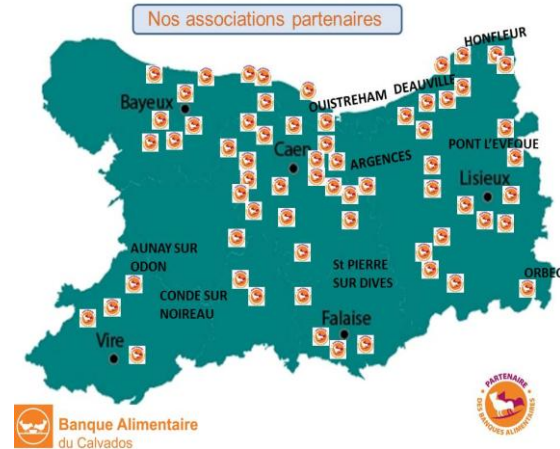 Nos associations partenaires
HONFLEUR
DEAUVILLE
OUISTREHAM
Bayeux
PONT L'EVEQUE
Caen
ARGENCES
Lisieux
AUNAY SUR
ODON
St PIERRE
SUR DIVES
ORBEC
CONDE SUR
NOIREAU
Falaise
Vire
Banque Alimentaire
du Calvados
PARTENAIRE
DES BANQUES ALIMENTAIRES